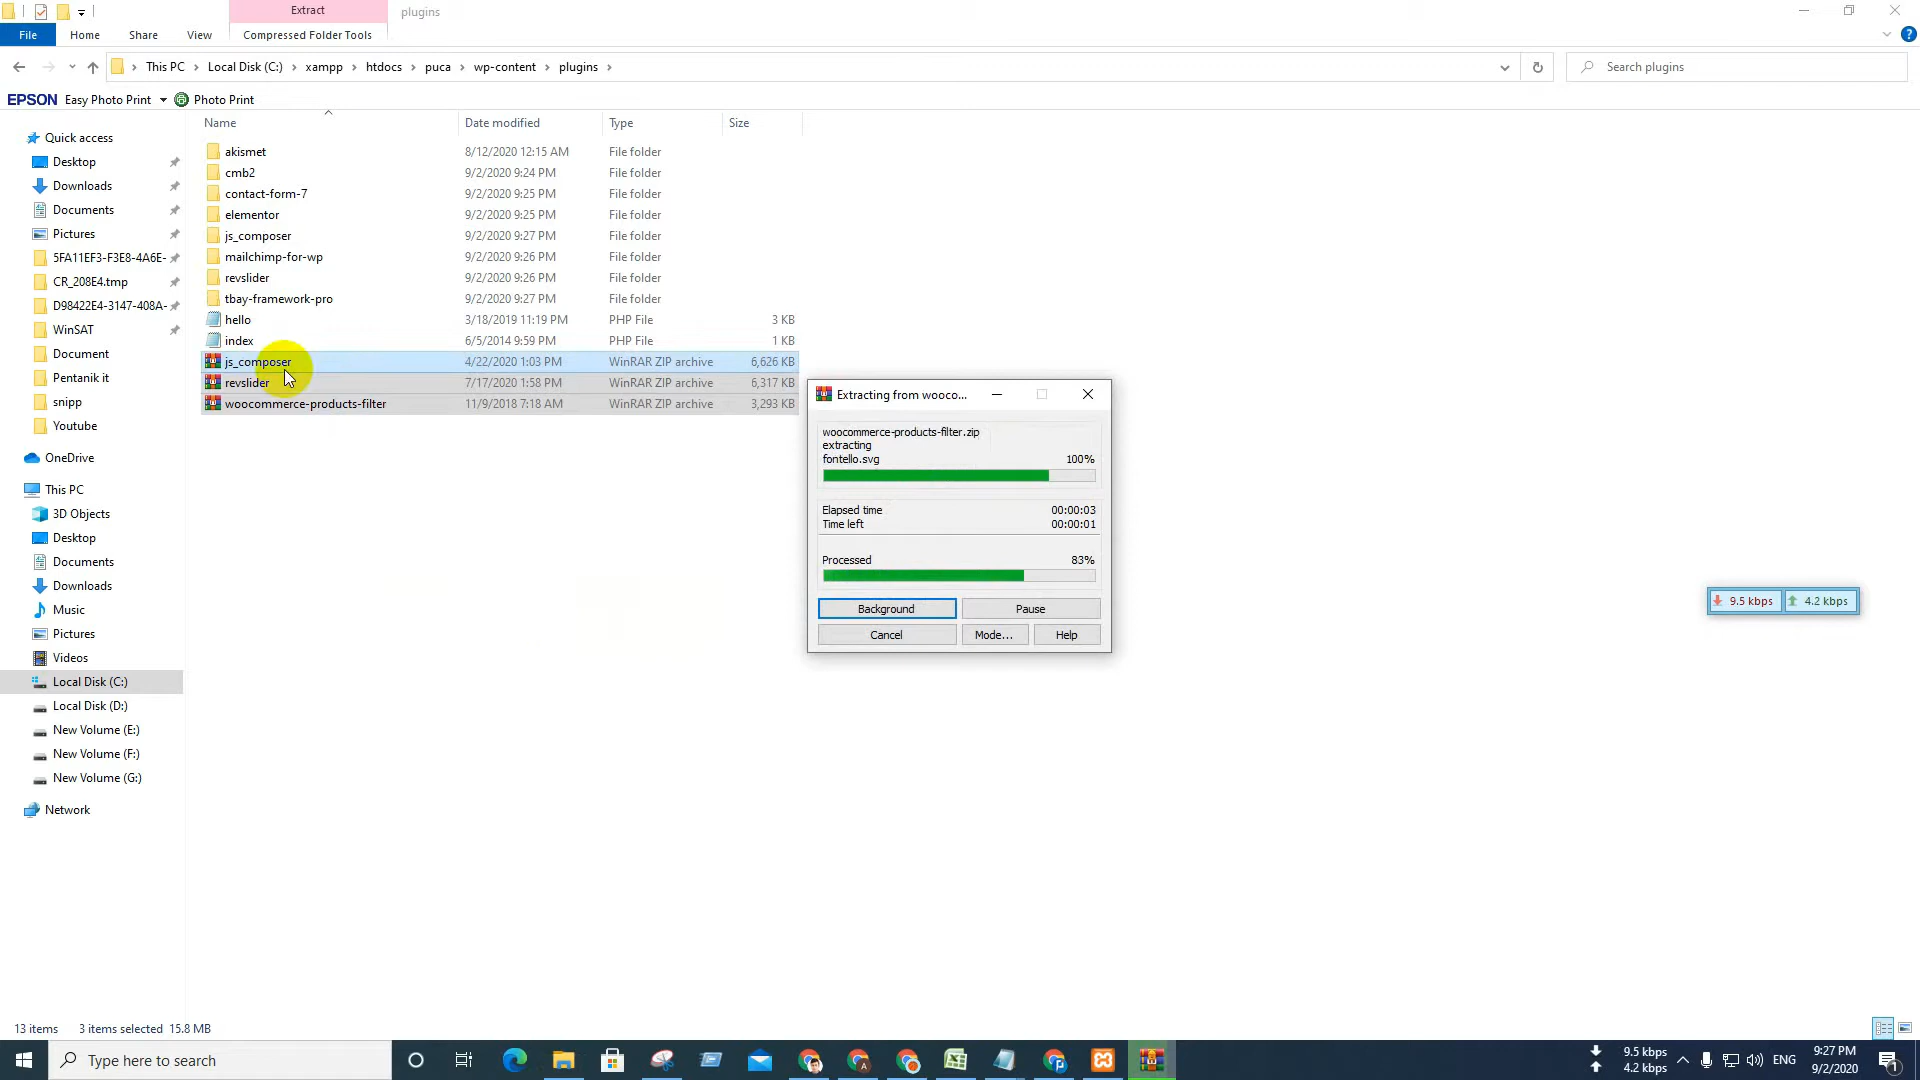 Extract
plugins
File
Home
Share
View
Compressed Folder Tools
This PC
Local Disk (C:)
xampp
htdocs
puca
wp-content
plugins
Search plugins
EPSON Easy Photo Print
Photo Print
Name
Date modified
Type
Size
Quick access
Desktop
Downloads
Documents
Pictures
5FA11EF3-F3E8-4A6E-
CR_208E4.tmp
D98422E4-3147-408A-
WinSAT
Document
Pentanik it
snipp
Youtube
OneDrive
This PC
3D Objects
Desktop
Documents
Downloads
Music
Pictures
Videos
Local Disk (C:)
Local Disk (D:)
New Volume (E:)
New Volume (F:)
New Volume (G:)
Network
akismet 8/12/2020 12:15 AM File folder
cmb2 9/2/2020 9:24 PM File folder
contact-form-7 9/2/2020 9:25 PM File folder
elementor 9/2/2020 9:25 PM File folder
js_composer 9/2/2020 9:27 PM File folder
mailchimp-for-wp 9/2/2020 9:26 PM File folder
revslider 9/2/2020 9:26 PM File folder
tbay-framework-pro 9/2/2020 9:27 PM File folder
hello 3/18/2019 11:19 PM PHP File 3 KB
index 6/5/2014 9:59 PM PHP File 1 KB
js_composer 4/22/2020 1:03 PM WinRAR ZIP archive 6,626 KB
revslider 7/17/2020 1:58 PM WinRAR ZIP archive 6,317 KB
woocommerce-products-filter 11/9/2018 7:18 AM WinRAR ZIP archive 3,293 KB
Extracting from wooco...
woocommerce-products-filter.zip
extracting
fontello.svg 100%
Elapsed time 00:00:03
Time left 00:00:01
Processed 83%
Background
Pause
Cancel
Mode...
Help
9.5 kbps
4.2 kbps
13 items
3 items selected
15.8 MB
Type here to search
9.5 kbps
4.2 kbps
ENG
9:27 PM
9/2/2020
1